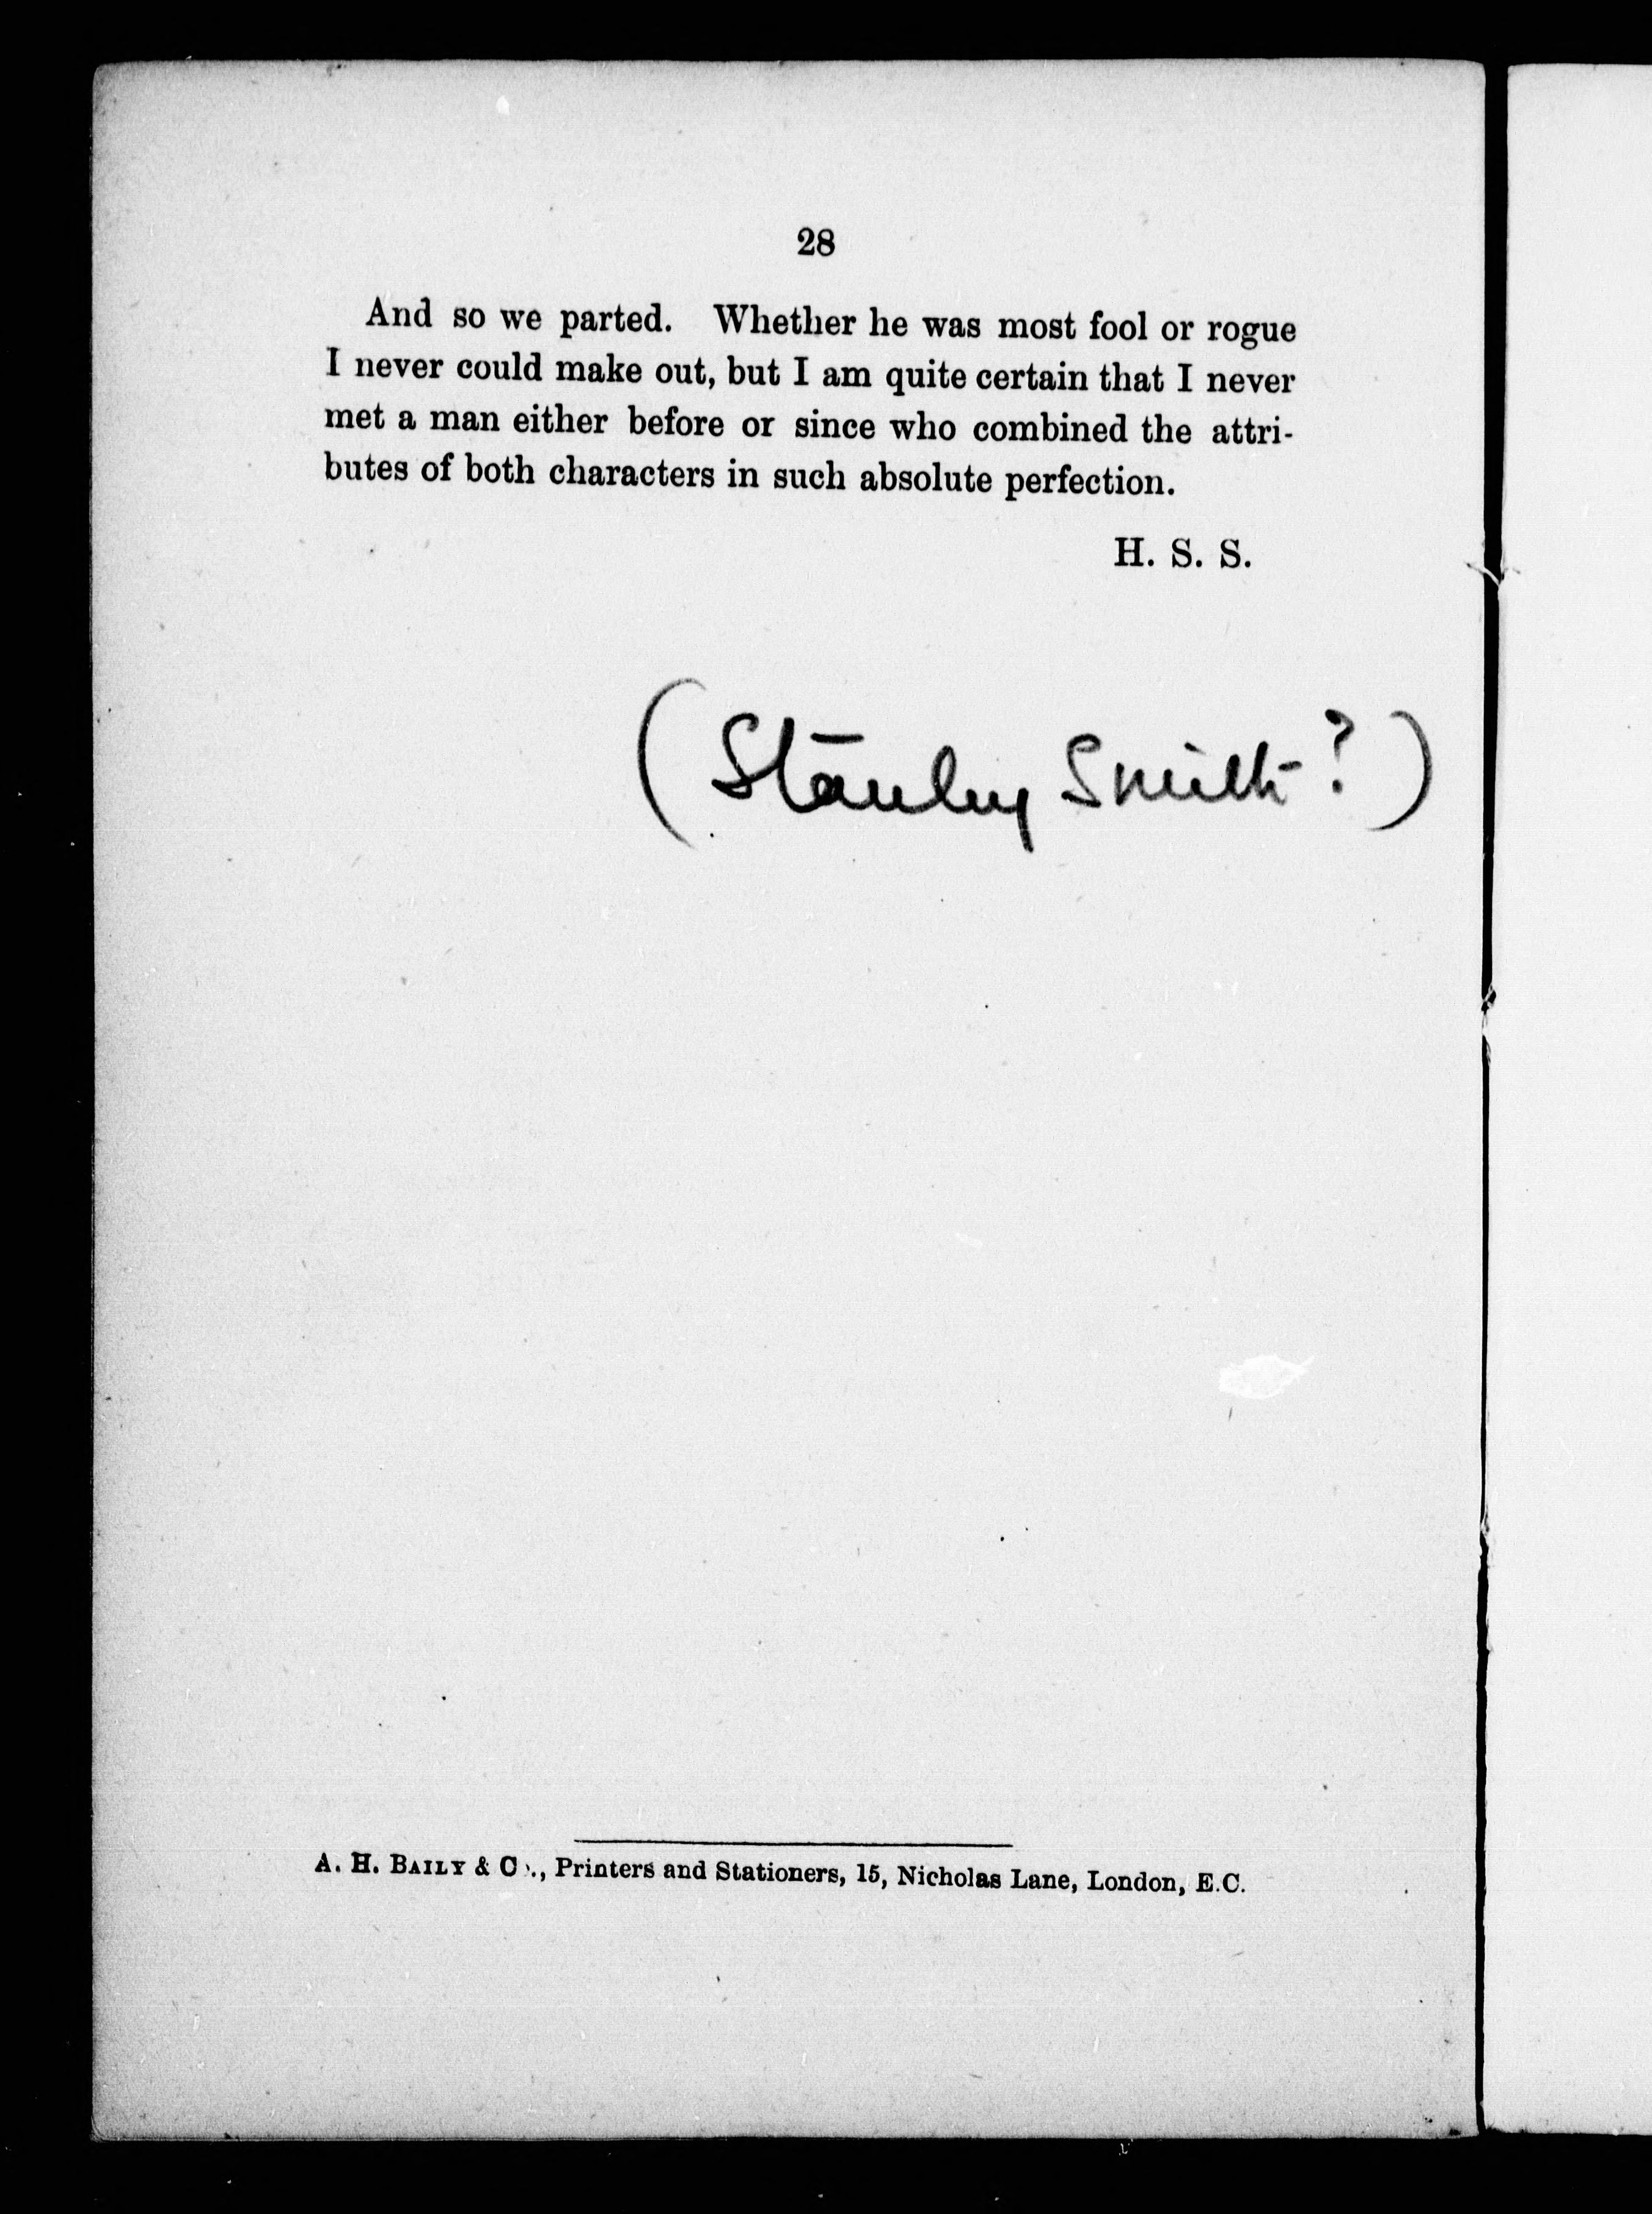 28
And so we parted. Whether he was most fool or rogue
I never could make out, but I am quite certain that I never
met a man either before or since who combined the attri-
butes of both characters in such absolute perfection.
H. S. S.
(Stanley Smith?)
A. H. BAILY & C., Printers and Stationers, 15, Nicholas Lane, London, E.C.